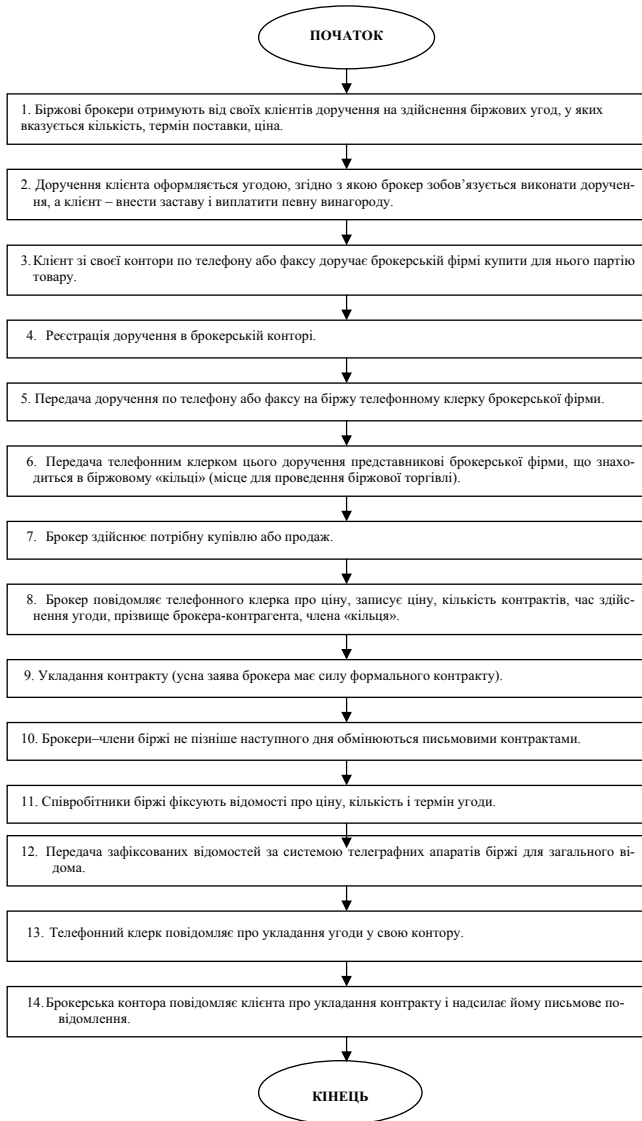 ПОЧАТОК
1. Біржові брокери отримують від своїх клієнтів доручення на здійснення біржових угод, у яких
вказується кількість, термін поставки, ціна.
2. Доручення клієнта оформляється угодою, згідно з якою брокер зобов’язується виконати доручен-
ня, а клієнт – внести заставу і виплатити певну винагороду.
3. Клієнт зі своєї контори по телефону або факсу доручає брокерській фірмі купити для нього партію
товару.
4. Реєстрація доручення в брокерській конторі.
5. Передача доручення по телефону або факсу на біржу телефонному клерку брокерської фірми.
6. Передача телефонним клерком цього доручення представникові брокерської фірми, що знахо-
диться в біржовому «кільці» (місце для проведення біржової торгівлі).
7. Брокер здійснює потрібну купівлю або продаж.
8. Брокер повідомляє телефонного клерка про ціну, записує ціну, кількість контрактів, час здійс-
нення угоди, прізвище брокера-контрагента, члена «кільця».
9. Укладання контракту (усна заява брокера має силу формального контракту).
10. Брокери–члени біржі не пізніше наступного дня обмінюються письмовими контрактами.
11. Співробітники біржі фіксують відомості про ціну, кількість і термін угоди.
12. Передача зафіксованих відомостей за системою телеграфних апаратів біржі для загального ві-
дома.
13. Телефонний клерк повідомляє про укладання угоди у свою контору.
14. Брокерська контора повідомляє клієнта про укладання контракту і надсилає йому письмове по-
відомлення.
КІНЕЦЬ